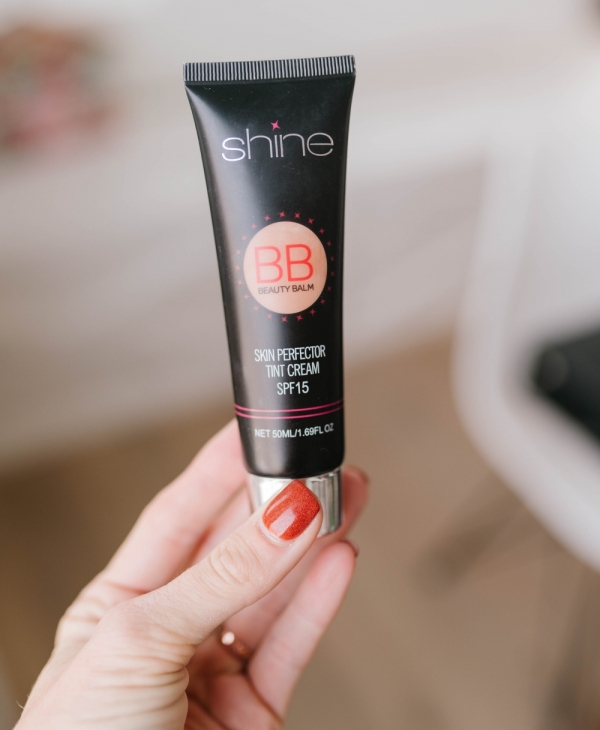 shine
BB
BEAUTY BALM
SKIN PERFECTOR
TINT CREAM
SPF15
NET 50ML/1.69FL OZ